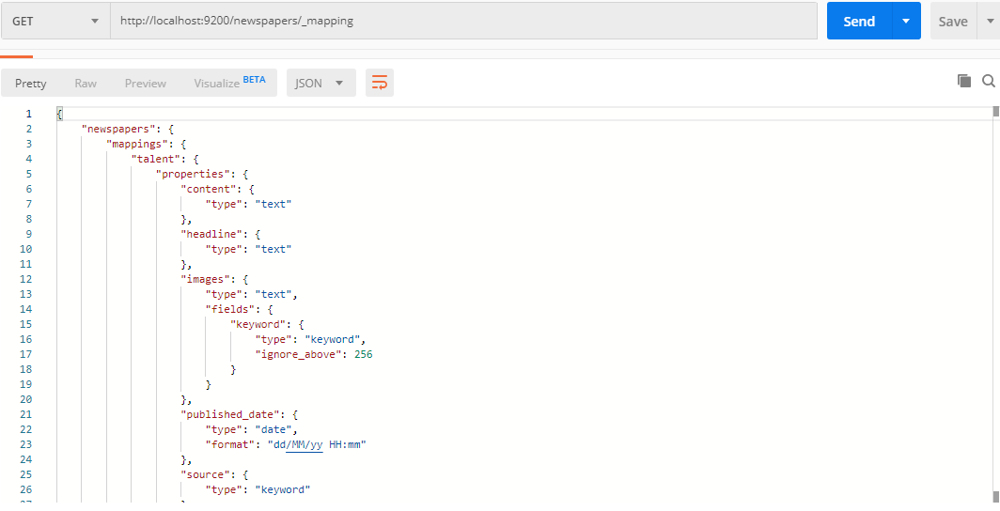 GET http://localhost:9200/newspapers/_mapping Send Save
Pretty Raw Preview Visualize BETA JSON
1 {
2 "newspapers": {
3 "mappings": {
4 "talent": {
5 "properties": {
6 "content": {
7 "type": "text"
8 },
9 "headline": {
10 "type": "text"
11 },
12 "images": {
13 "type": "text",
14 "fields": {
15 "keyword": {
16 "type": "keyword",
17 "ignore_above": 256
18 }
19 }
20 },
21 "published_date": {
22 "type": "date",
23 "format": "dd/MM/yy HH:mm"
24 },
25 "source": {
26 "type": "keyword"